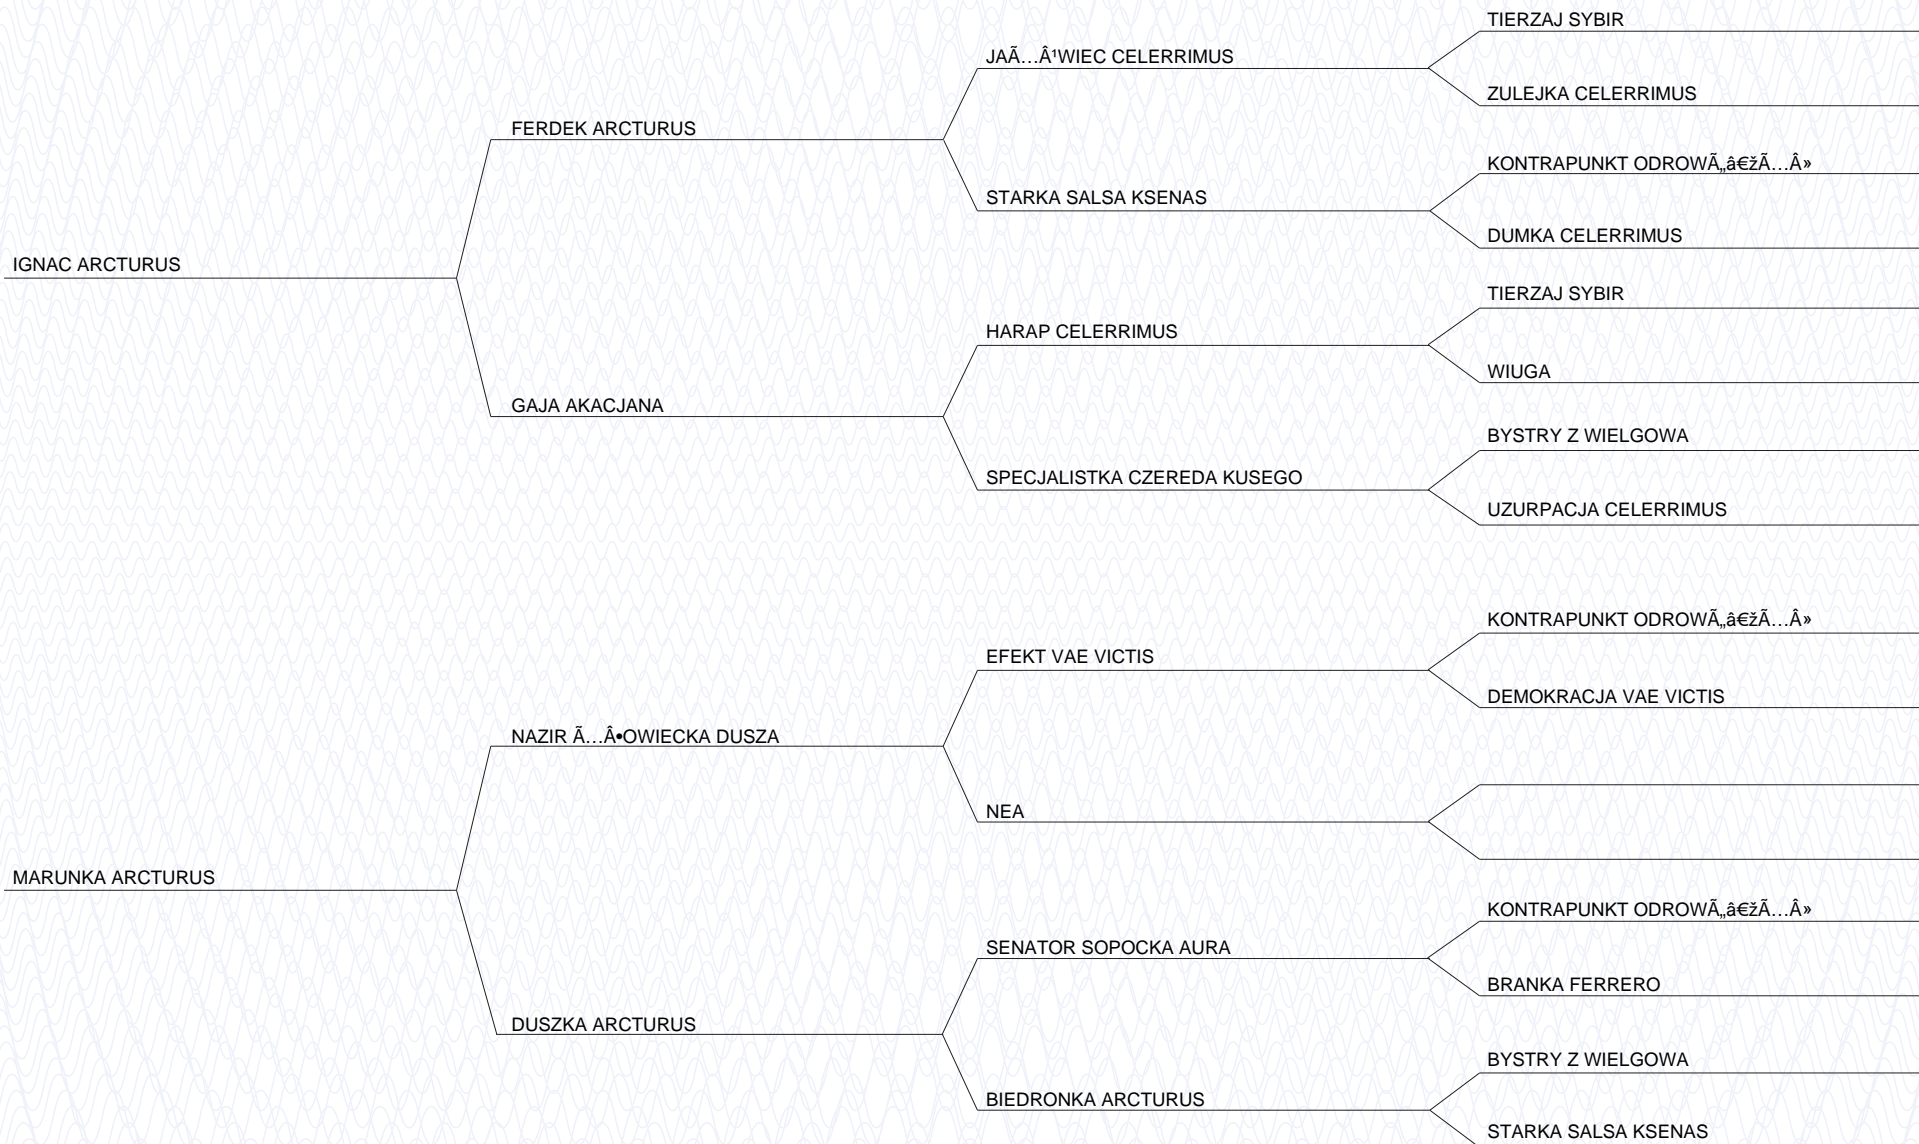 TIERZAJ SYBIR
JAÃ…Â¹WIEC CELERRIMUS
ZULEJKA CELERRIMUS
FERDEK ARCTURUS
KONTRAPUNKT ODROWÃ„â€žÃ…Â»
STARKA SALSA KSENAS
DUMKA CELERRIMUS
IGNAC ARCTURUS
TIERZAJ SYBIR
HARAP CELERRIMUS
WIUGA
GAJA AKACJANA
BYSTRY Z WIELGOWA
SPECJALISTKA CZEREDA KUSEGO
UZURPACJA CELERRIMUS
KONTRAPUNKT ODROWÃ„â€žÃ…Â»
EFEKT VAE VICTIS
DEMOKRACJA VAE VICTIS
NAZIR Ã…Â•OWIECKA DUSZA
NEA
MARUNKA ARCTURUS
KONTRAPUNKT ODROWÃ„â€žÃ…Â»
SENATOR SOPOCKA AURA
BRANKA FERRERO
DUSZKA ARCTURUS
BYSTRY Z WIELGOWA
BIEDRONKA ARCTURUS
STARKA SALSA KSENAS